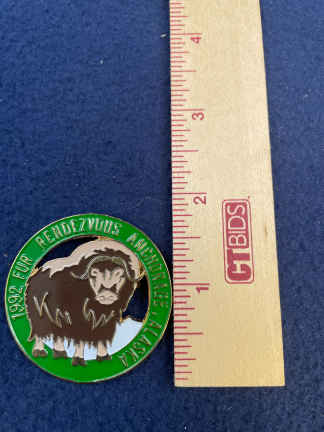 1992 FUR RENDEZVOUS ANCHORAGE, ALASKA
4
3
2
1
CTBIDS